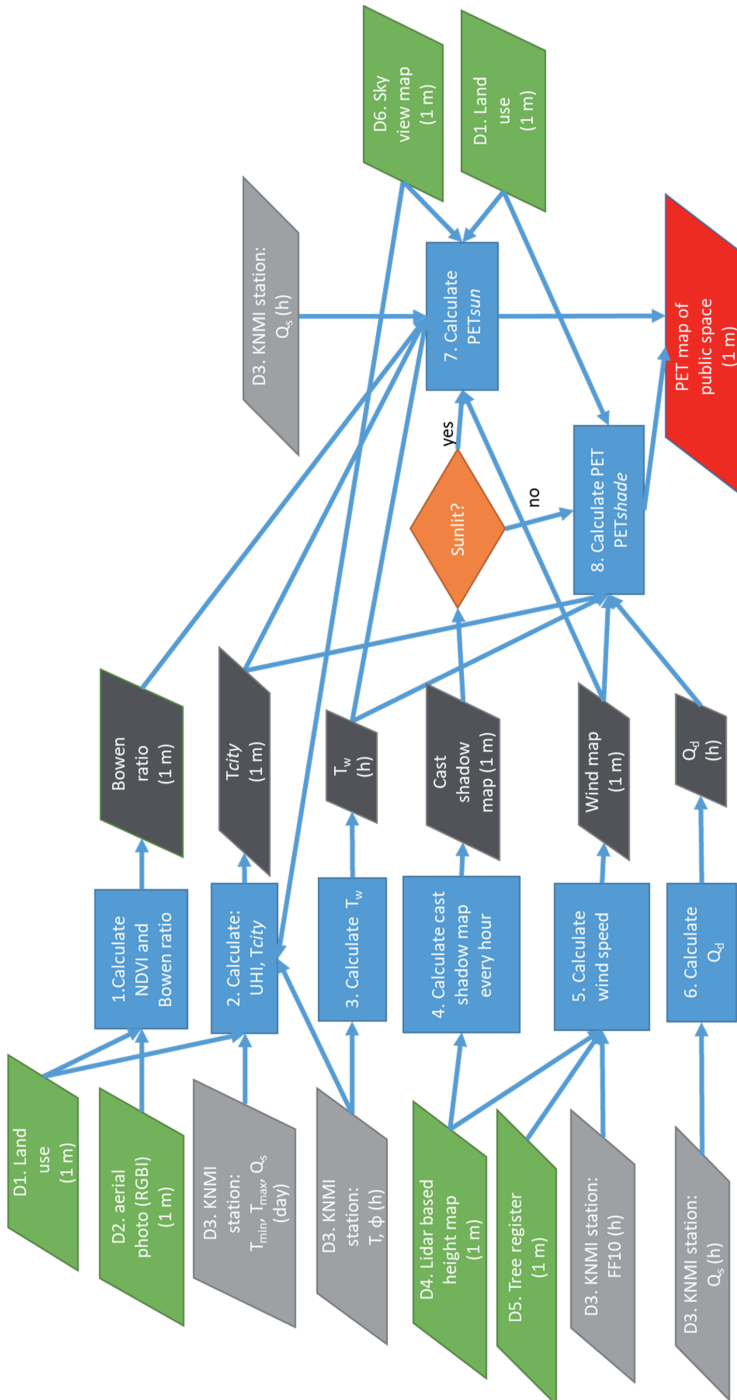 D1. Land
use
(1 m)
D2. aerial
photo (RGBI)
(1 m)
D3. KNMI
station:
Tmin, Tmax, Qs
(day)
D3. KNMI
station:
T, ϕ (h)
D4. Lidar based
height map
(1 m)
D5. Tree register
(1 m)
D3. KNMI station:
FF10 (h)
D3. KNMI station:
Qs (h)
1.Calculate
NDVI and
Bowen ratio
2. Calculate:
UHI, Tcity
3. Calculate Tw
4. Calculate cast
shadow map
every hour
5. Calculate
wind speed
6. Calculate
Qd
Bowen
ratio
(1 m)
Tcity
(1 m)
Tw
(h)
Cast
shadow
map (1 m)
Wind map
(1 m)
Qd
(h)
Sunlit?
yes
no
D3. KNMI station:
Qs (h)
7. Calculate
PETsun
8. Calculate PET
PETshade
D6. Sky
view map
(1 m)
D1. Land
use
(1 m)
PET map of
public space
(1 m)